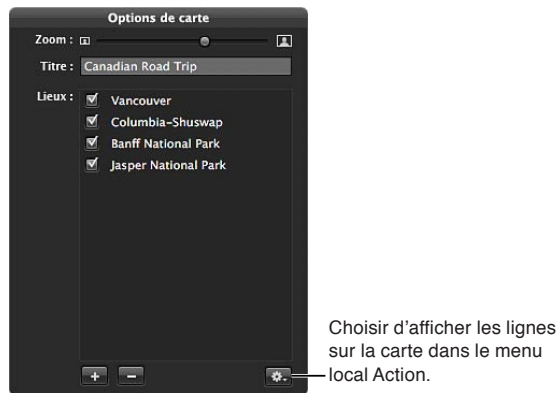 Options de carte
Zoom :
Titre : Canadian Road Trip
Lieux : Vancouver
Columbia-Shuswap
Banff National Park
Jasper National Park
Choisir d’afficher les lignes
sur la carte dans le menu
local Action.